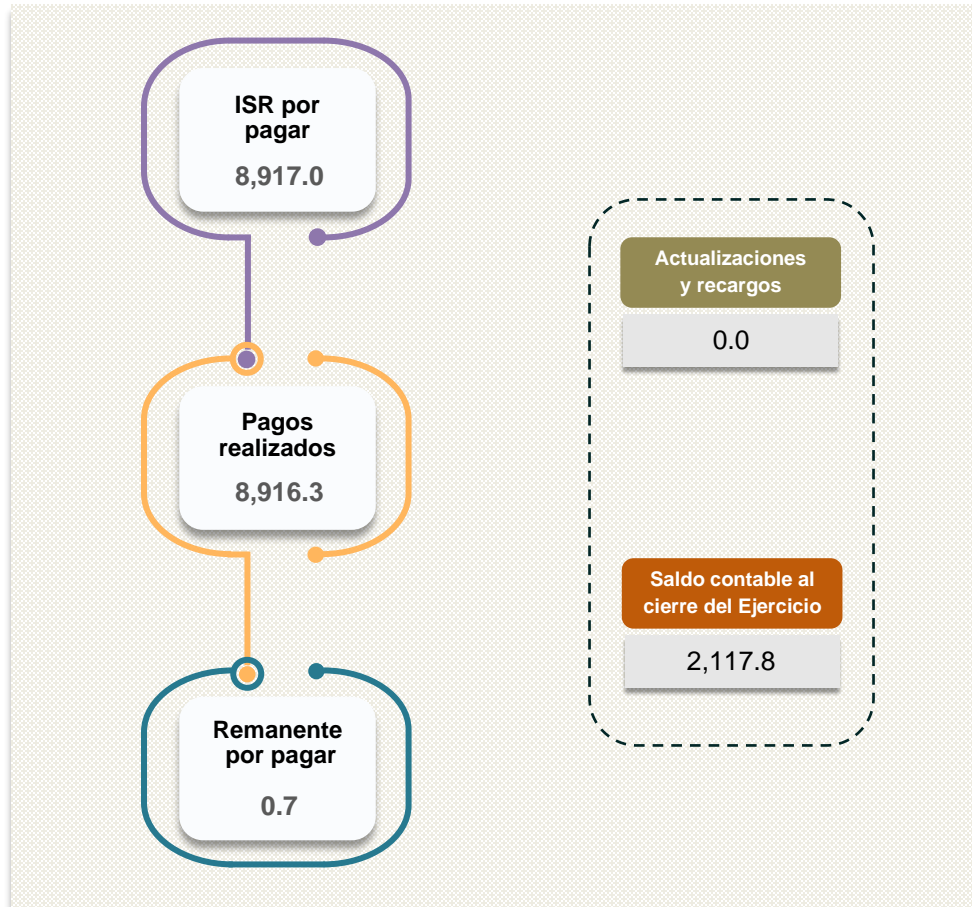 ISR por
pagar
8,917.0
Pagos
realizados
8,916.3
Remanente
por pagar
0.7
Actualizaciones
y recargos
0.0
Saldo contable al
cierre del Ejercicio
2,117.8